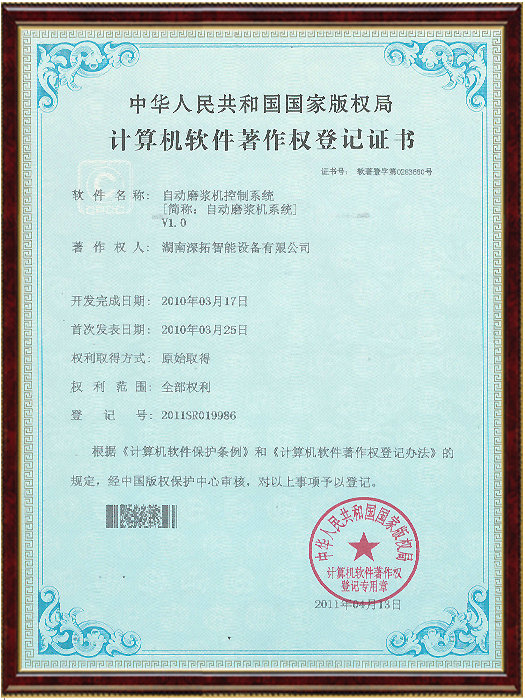 中华人民共和国国家版权局
计算机软件著作权登记证书
证书号： 软著登字第0283660号
软件名称： 自动磨浆机控制系统
[简称：自动磨浆机系统]
V1.0
著作权人： 湖南深拓智能设备有限公司
开发完成日期： 2010年03月17日
首次发表日期： 2010年03月25日
权利取得方式： 原始取得
权利范围： 全部权利
登记号： 2011SR019986
根据《计算机软件保护条例》和《计算机软件著作权登记办法》的
规定，经中国版权保护中心审核，对以上事项予以登记。
中华人民共和国国家版权局
计算机软件著作权
登记专用章
2011年04月13日